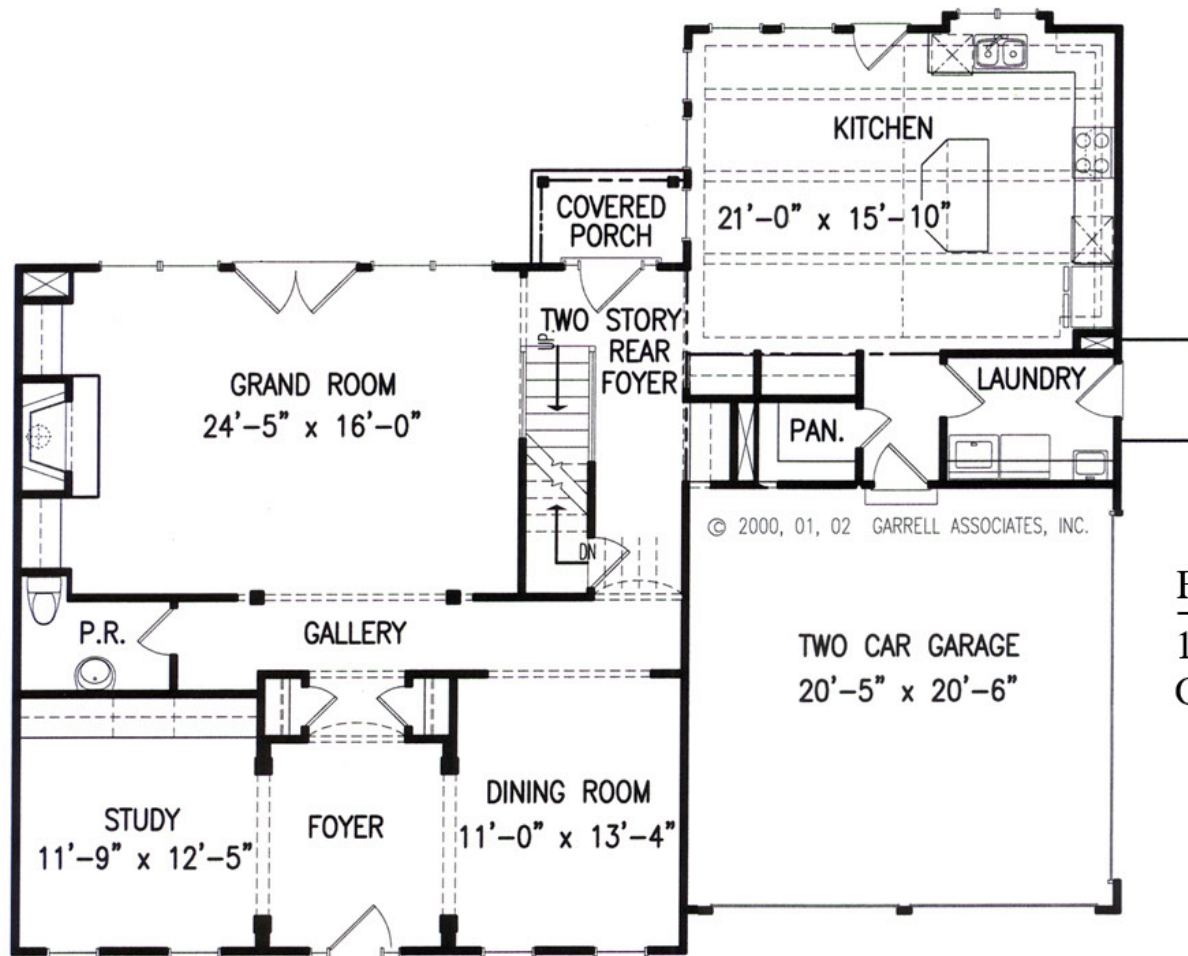 KITCHEN
21'-0" x 15'-10"
COVERED
PORCH
TWO STORY
REAR
FOYER
UP
GRAND ROOM
24'-5" x 16'-0"
LAUNDRY
PAN.
© 2000, 01, 02 GARRELL ASSOCIATES, INC.
DN
P.R.
GALLERY
TWO CAR GARAGE
20'-5" x 20'-6"
STUDY
11'-9" x 12'-5"
FOYER
DINING ROOM
11'-0" x 13'-4"